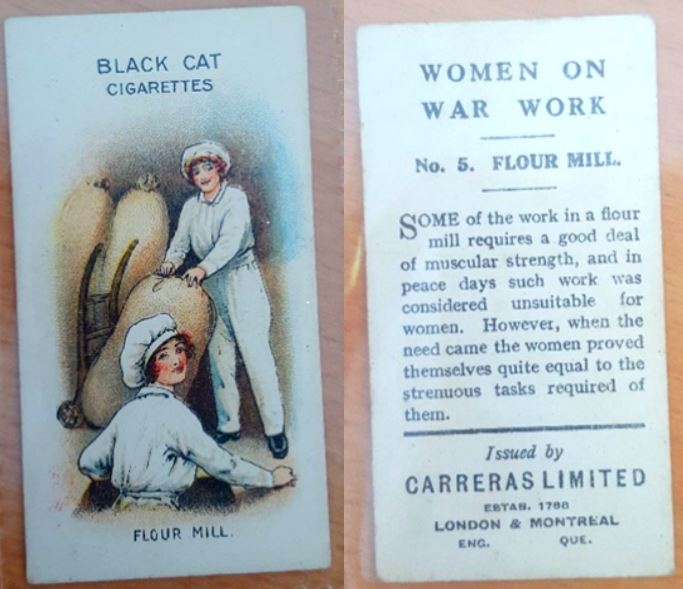 BLACK CAT
CIGARETTES
FLOUR MILL.
WOMEN ON
WAR WORK
No. 5. FLOUR MILL.
SOME of the work in a flour
mill requires a good deal
of muscular strength, and in
peace days such work was
considered unsuitable for
women. However, when the
need came the women proved
themselves quite equal to the
strenuous tasks required of
them.
Issued by
CARRERAS LIMITED
ESTAB. 1788
LONDON & MONTREAL
ENG. QUE.